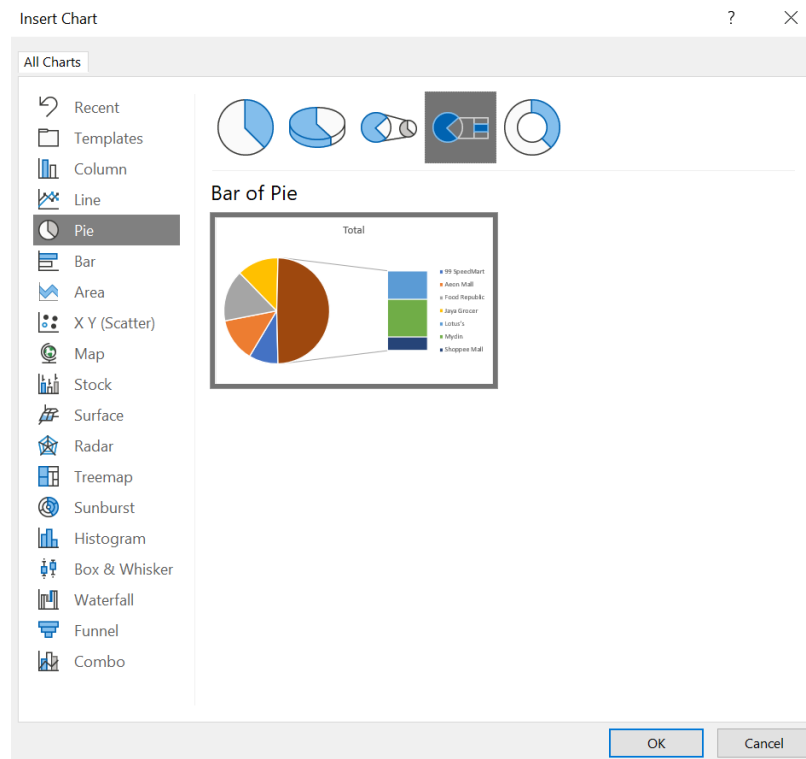 Insert Chart
?
All Charts
Recent
Templates
Column
Line
Pie
Bar
Area
X Y (Scatter)
Map
Stock
Surface
Radar
Treemap
Sunburst
Histogram
Box & Whisker
Waterfall
Funnel
Combo
Bar of Pie
Total
99 SpeedMart
Aeon Mall
Food Republic
Jaya Grocer
Lotus's
Mydin
Shoppee Mall
OK
Cancel